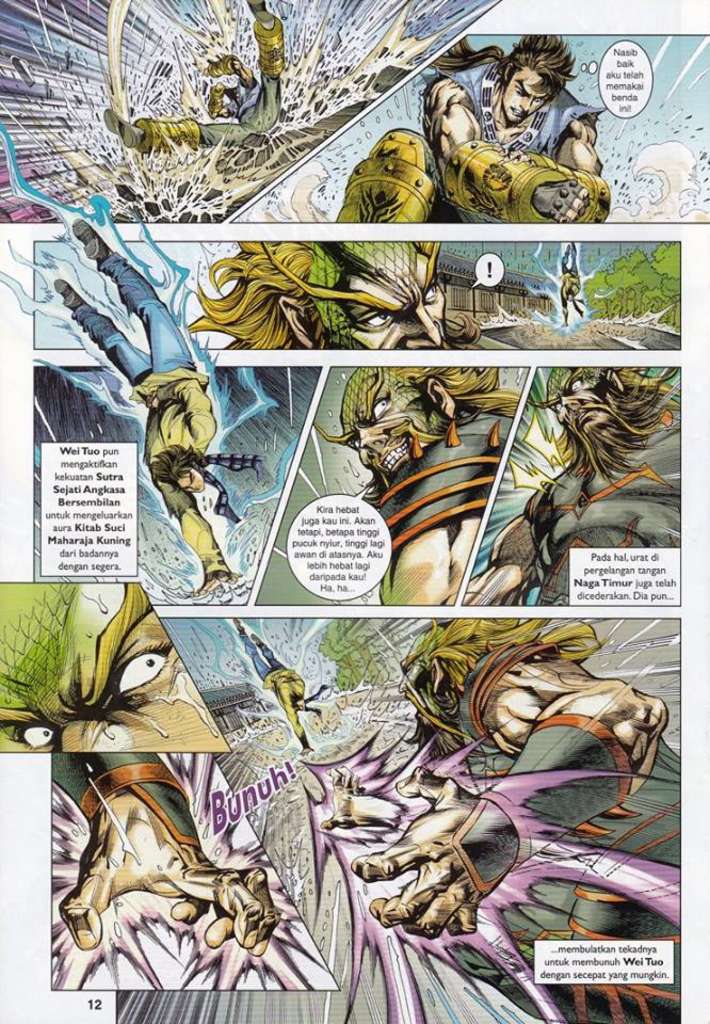 Nasib
baik
aku telah
memakai
benda
ini!
!
Wei Tuo pun
mengaktifkan
kekuatan Sutra
Sejati Angkasa
Bersembilan
untuk mengeluarkan
aura Kitab Suci
Maharaja Kuning
dari badannya
dengan segera.
Kira hebat
juga kau ini. Akan
tetapi, betapa tinggi
pucuk nyiur, tinggi lagi
awan di atasnya. Aku
lebih hebat lagi
daripada kau!
Ha, ha...
Pada hal, urat di
pergelangan tangan
Naga Timur juga telah
dicederakan. Dia pun...
Bunuh!
...membulatkan tekadnya
untuk membunuh Wei Tuo
dengan secepat yang mungkin.
12